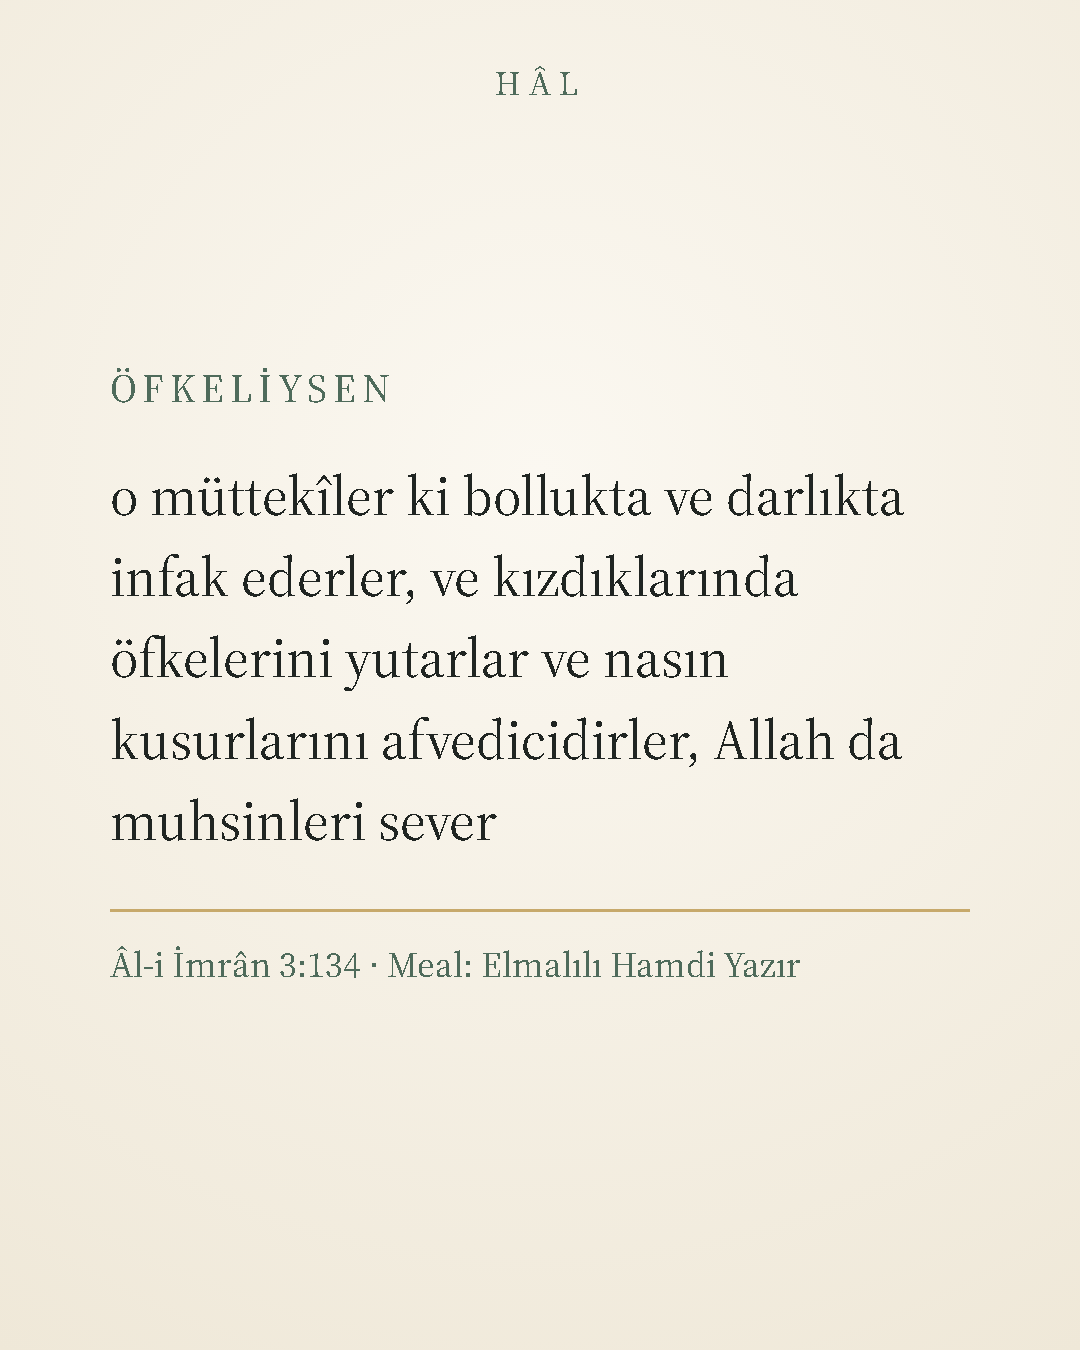 HÂL
ÖFKELİYSEN
o müttekîler ki bollukta ve darlıkta
infak ederler, ve kızdıklarında
öfkelerini yutarlar ve nasın
kusurlarını afvedicidirler, Allah da
muhsinleri sever
Âl-i İmrân 3:134 · Meal: Elmalılı Hamdi Yazır